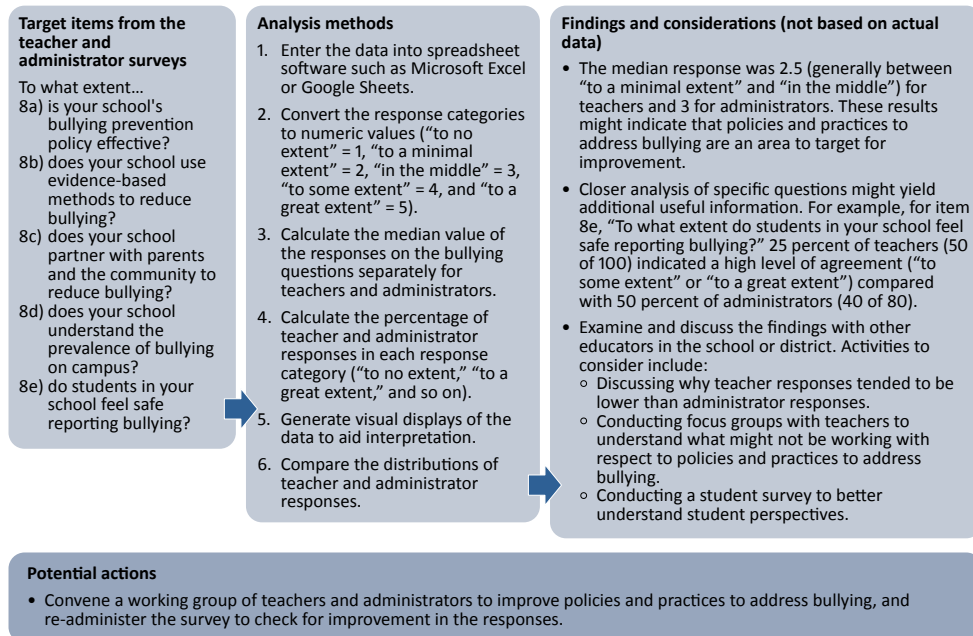 Target items from the
teacher and
administrator surveys
To what extent...
8a) is your school's
bullying prevention
policy effective?
8b) does your school use
evidence-based
methods to reduce
bullying?
8c) does your school
partner with parents
and the community to
reduce bullying?
8d) does your school
understand the
prevalence of bullying
on campus?
8e) do students in your
school feel safe
reporting bullying?
Analysis methods
1. Enter the data into spreadsheet
software such as Microsoft Excel
or Google Sheets.
2. Convert the response categories
to numeric values (“to no
extent” = 1, “to a minimal
extent” = 2, “in the middle” = 3,
“to some extent” = 4, and “to a
great extent” = 5).
3. Calculate the median value of
the responses on the bullying
questions separately for
teachers and administrators.
4. Calculate the percentage of
teacher and administrator
responses in each response
category (“to no extent,” “to a
great extent,” and so on).
5. Generate visual displays of the
data to aid interpretation.
6. Compare the distributions of
teacher and administrator
responses.
Findings and considerations (not based on actual
data)
• The median response was 2.5 (generally between
“to a minimal extent” and “in the middle”) for
teachers and 3 for administrators. These results
might indicate that policies and practices to
address bullying are an area to target for
improvement.
• Closer analysis of specific questions might yield
additional useful information. For example, for item
8e, “To what extent do students in your school feel
safe reporting bullying?” 25 percent of teachers (50
of 100) indicated a high level of agreement (“to
some extent” or “to a great extent”) compared
with 50 percent of administrators (40 of 80).
• Examine and discuss the findings with other
educators in the school or district. Activities to
consider include:
○ Discussing why teacher responses tended to be
lower than administrator responses.
○ Conducting focus groups with teachers to
understand what might not be working with
respect to policies and practices to address
bullying.
○ Conducting a student survey to better
understand student perspectives.
Potential actions
• Convene a working group of teachers and administrators to improve policies and practices to address bullying, and
re-administer the survey to check for improvement in the responses.